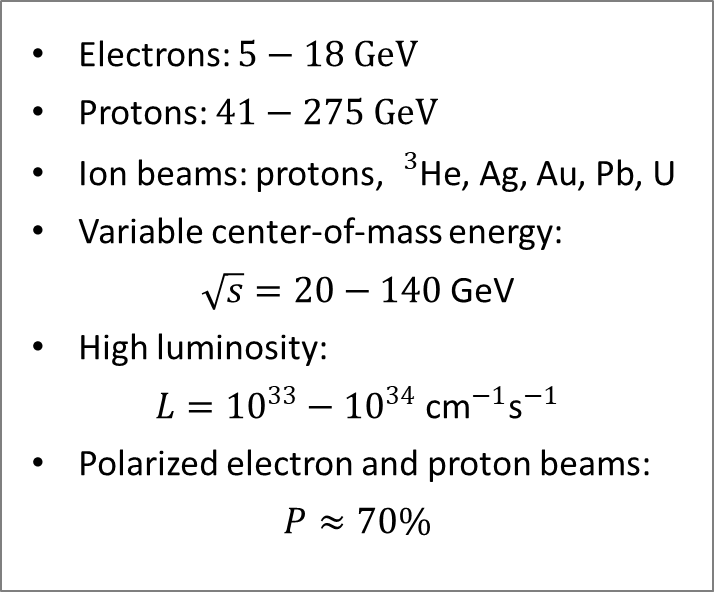 • Electrons: 5 − 18 GeV
• Protons: 41 − 275 GeV
• Ion beams: protons, ³He, Ag, Au, Pb, U
• Variable center-of-mass energy:
√s = 20 − 140 GeV
• High luminosity:
L = 10³³ − 10³⁴ cm⁻¹s⁻¹
• Polarized electron and proton beams:
P ≈ 70%